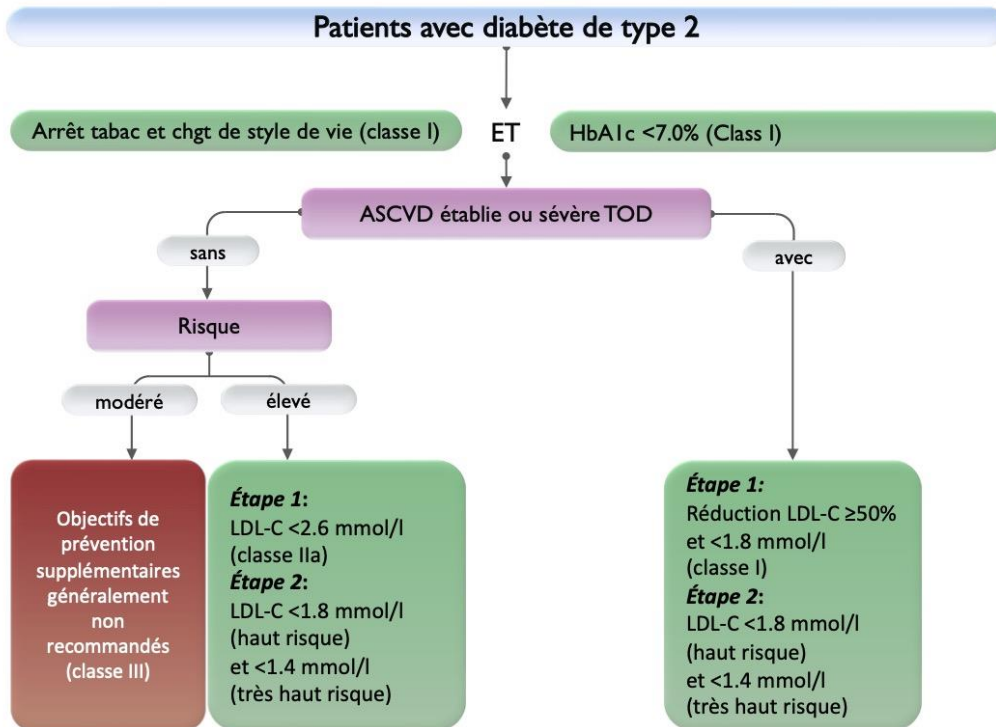 Patients avec diabète de type 2
Arrêt tabac et chgt de style de vie (classe I)
ET
HbA1c <7.0% (Class I)
ASCVD établie ou sévère TOD
sans
avec
Risque
modéré
élevé
Objectifs de
prévention
supplémentaires
généralement
non
recommandés
(classe III)
Étape 1:
LDL-C <2.6 mmol/l
(classe IIa)
Étape 2:
LDL-C <1.8 mmol/l
(haut risque)
et <1.4 mmol/l
(très haut risque)
Étape 1:
Réduction LDL-C ≥50%
et <1.8 mmol/l
(classe I)
Étape 2:
LDL-C <1.8 mmol/l
(haut risque)
et <1.4 mmol/l
(très haut risque)